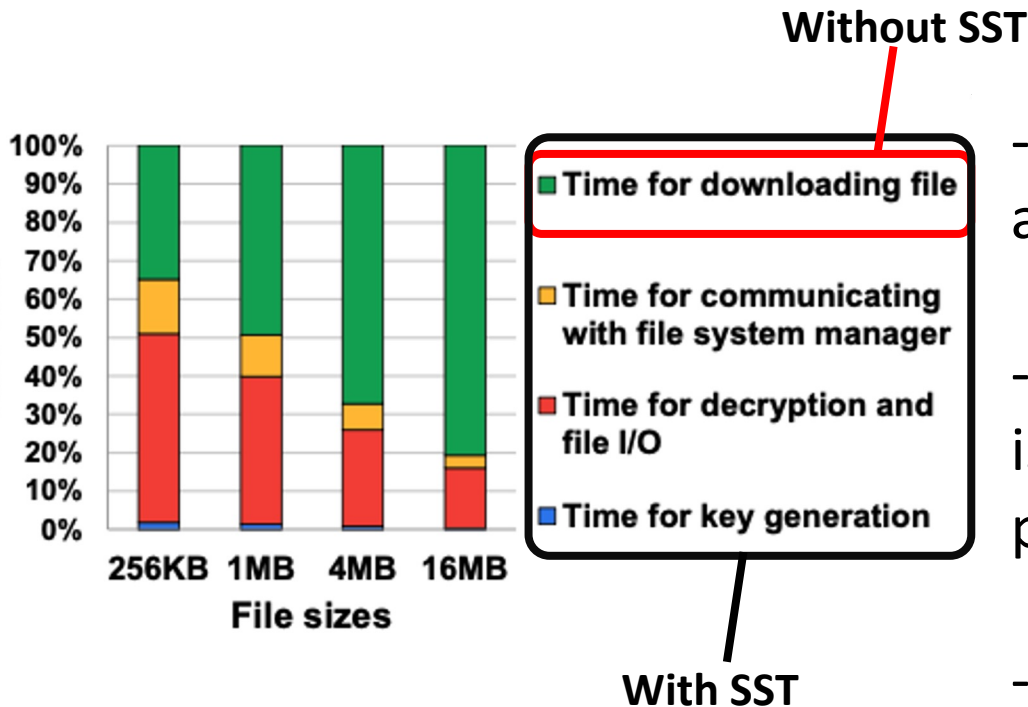 Without SST
100%
90%
80%
70%
60%
50%
40%
30%
20%
10%
0%
256KB 1MB 4MB 16MB
File sizes
Time for downloading file
Time for communicating
with file system manager
Time for decryption and
file I/O
Time for key generation
With SST